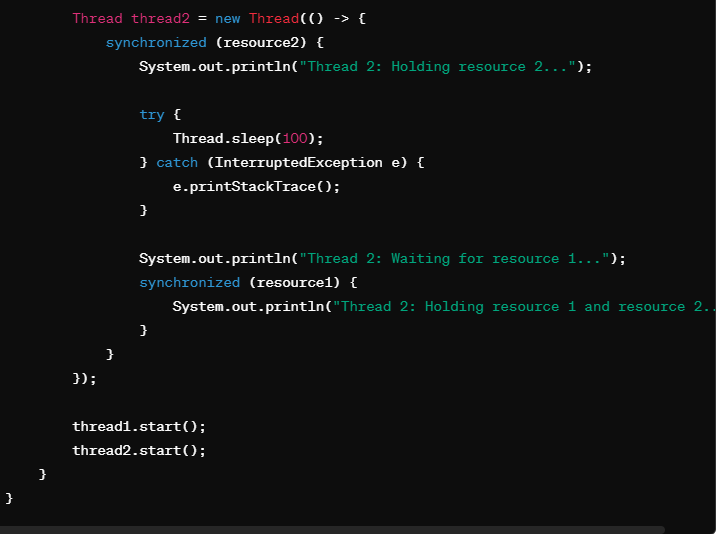 Thread thread2 = new Thread(() -> {
synchronized (resource2) {
System.out.println("Thread 2: Holding resource 2...");
try {
Thread.sleep(100);
} catch (InterruptedException e) {
e.printStackTrace();
}
System.out.println("Thread 2: Waiting for resource 1...");
synchronized (resource1) {
System.out.println("Thread 2: Holding resource 1 and resource 2..
}
}
});
thread1.start();
thread2.start();
}
}